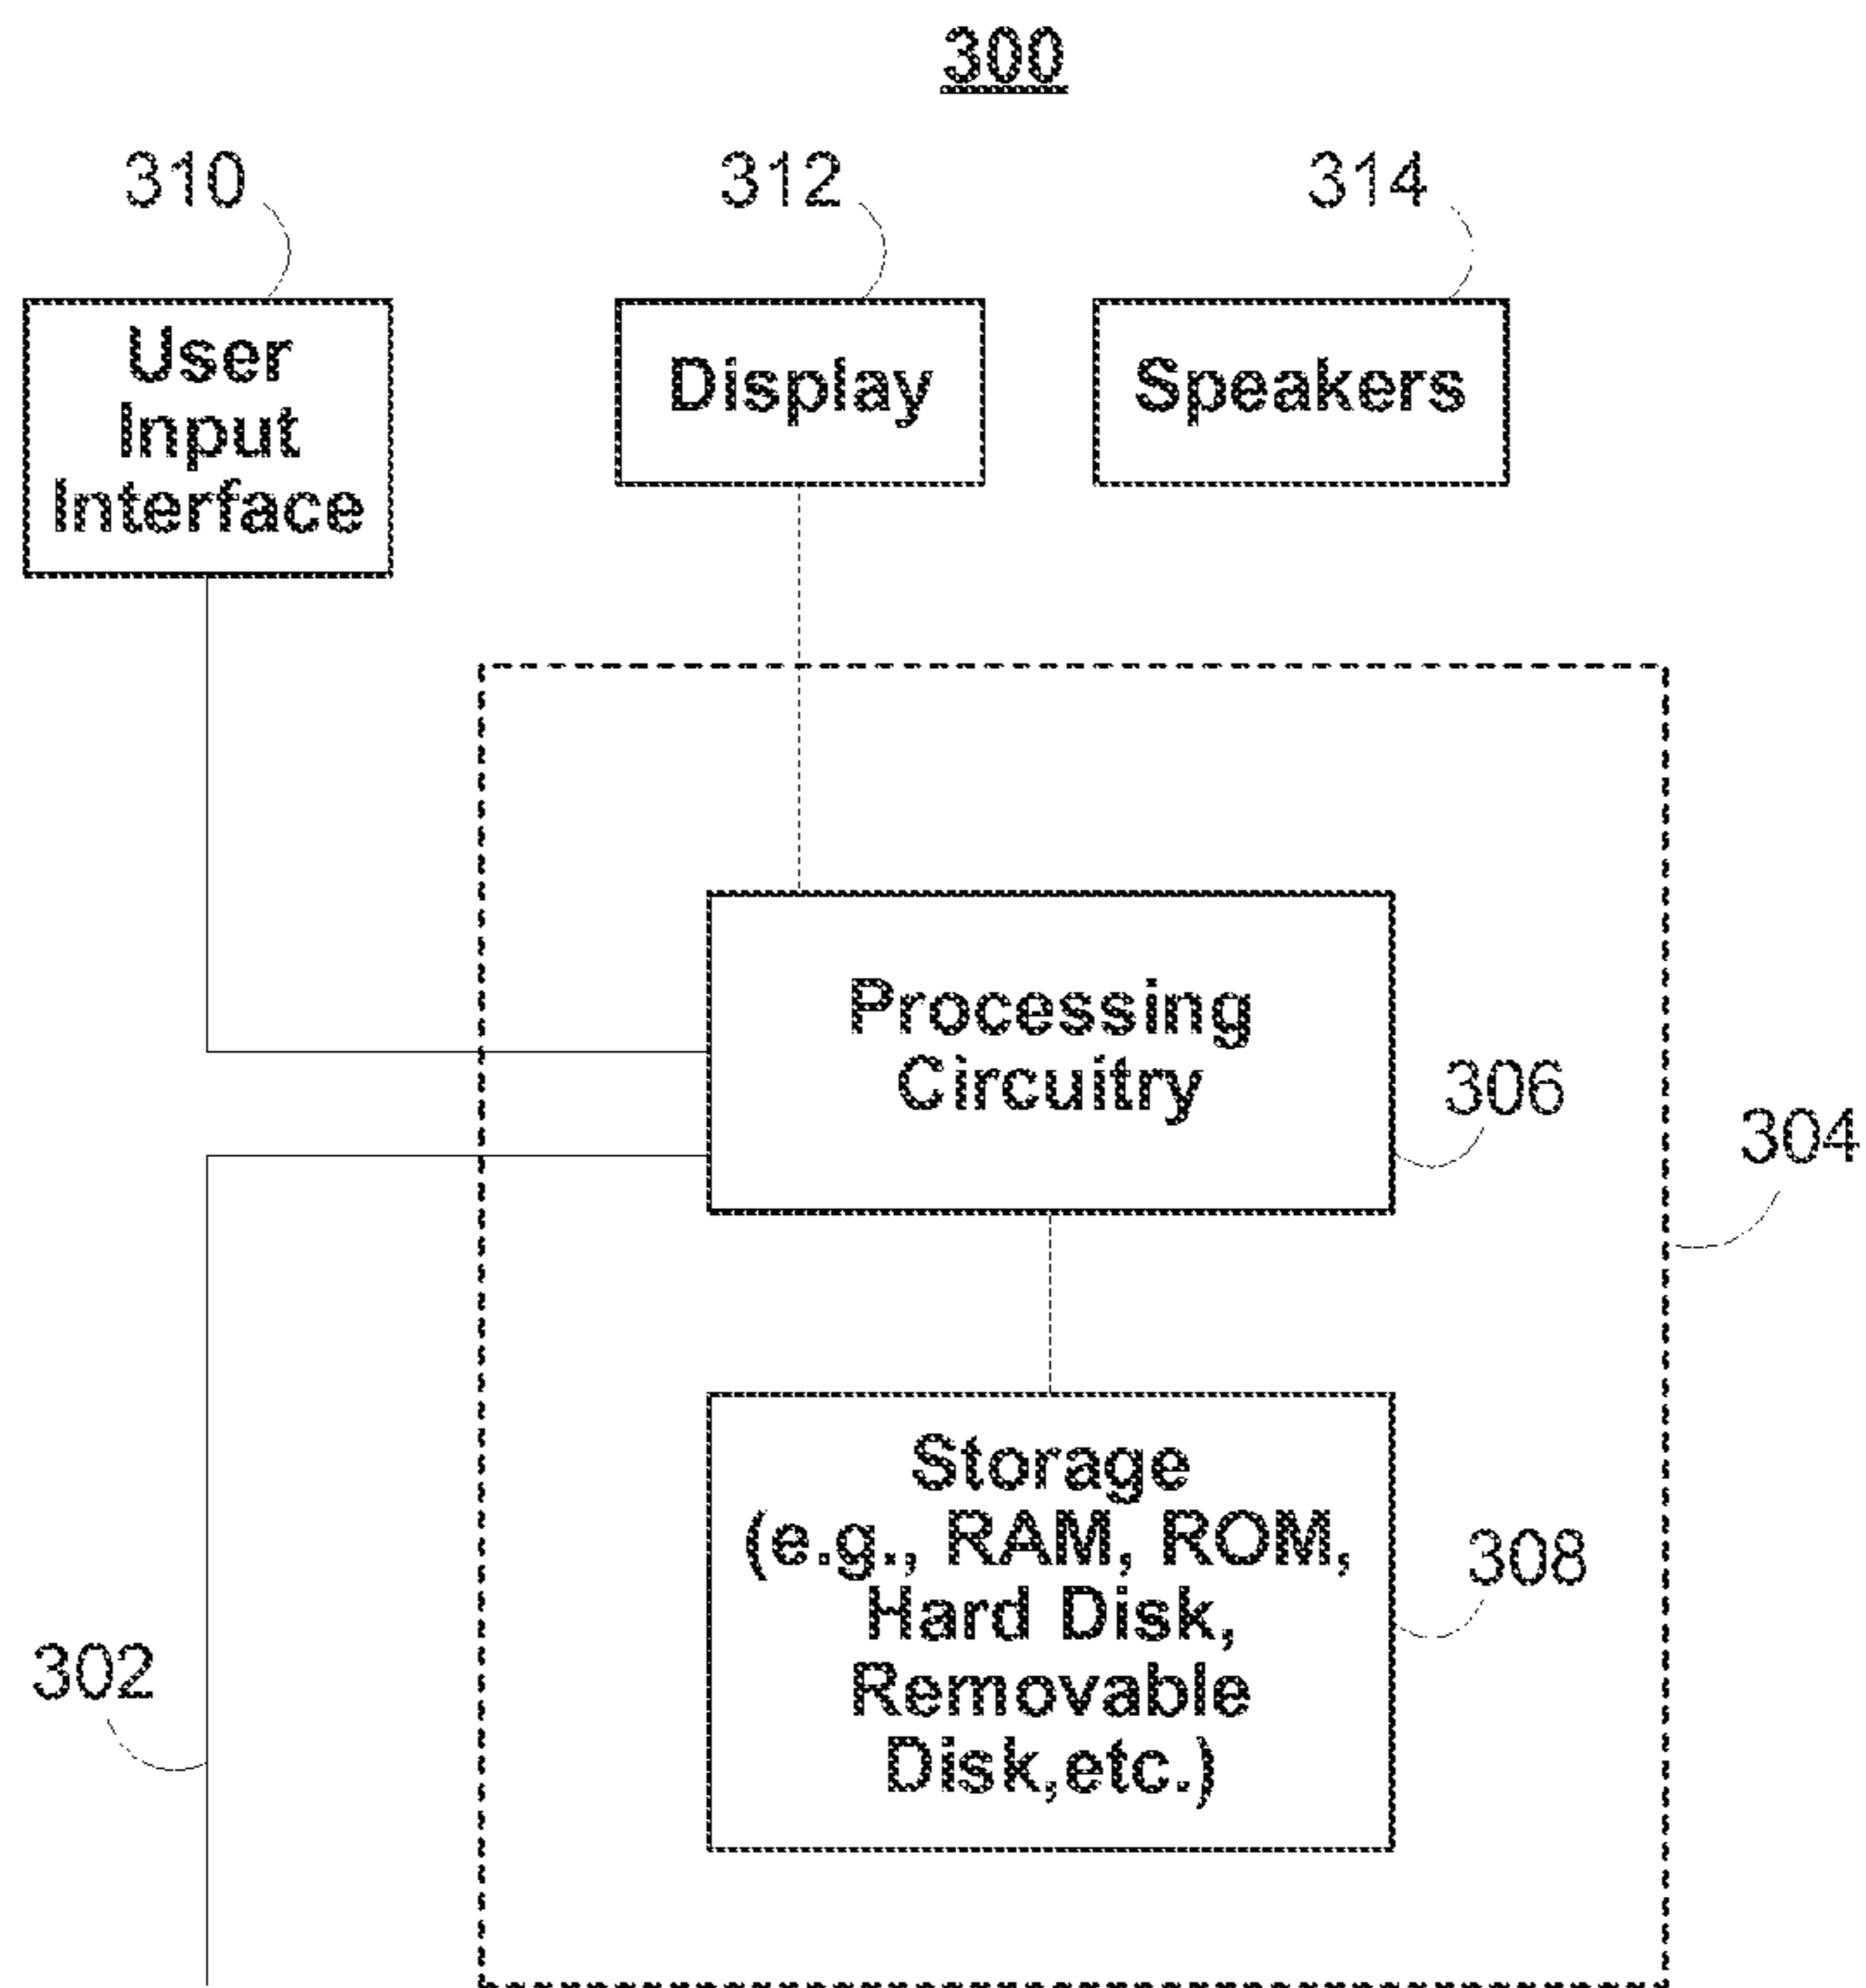 300
310
312
314
User
Input
Interface
Display
Speakers
Processing
Circuitry
306
304
Storage
(e.g., RAM, ROM,
Hard Disk,
Removable
Disk,etc.)
308
302